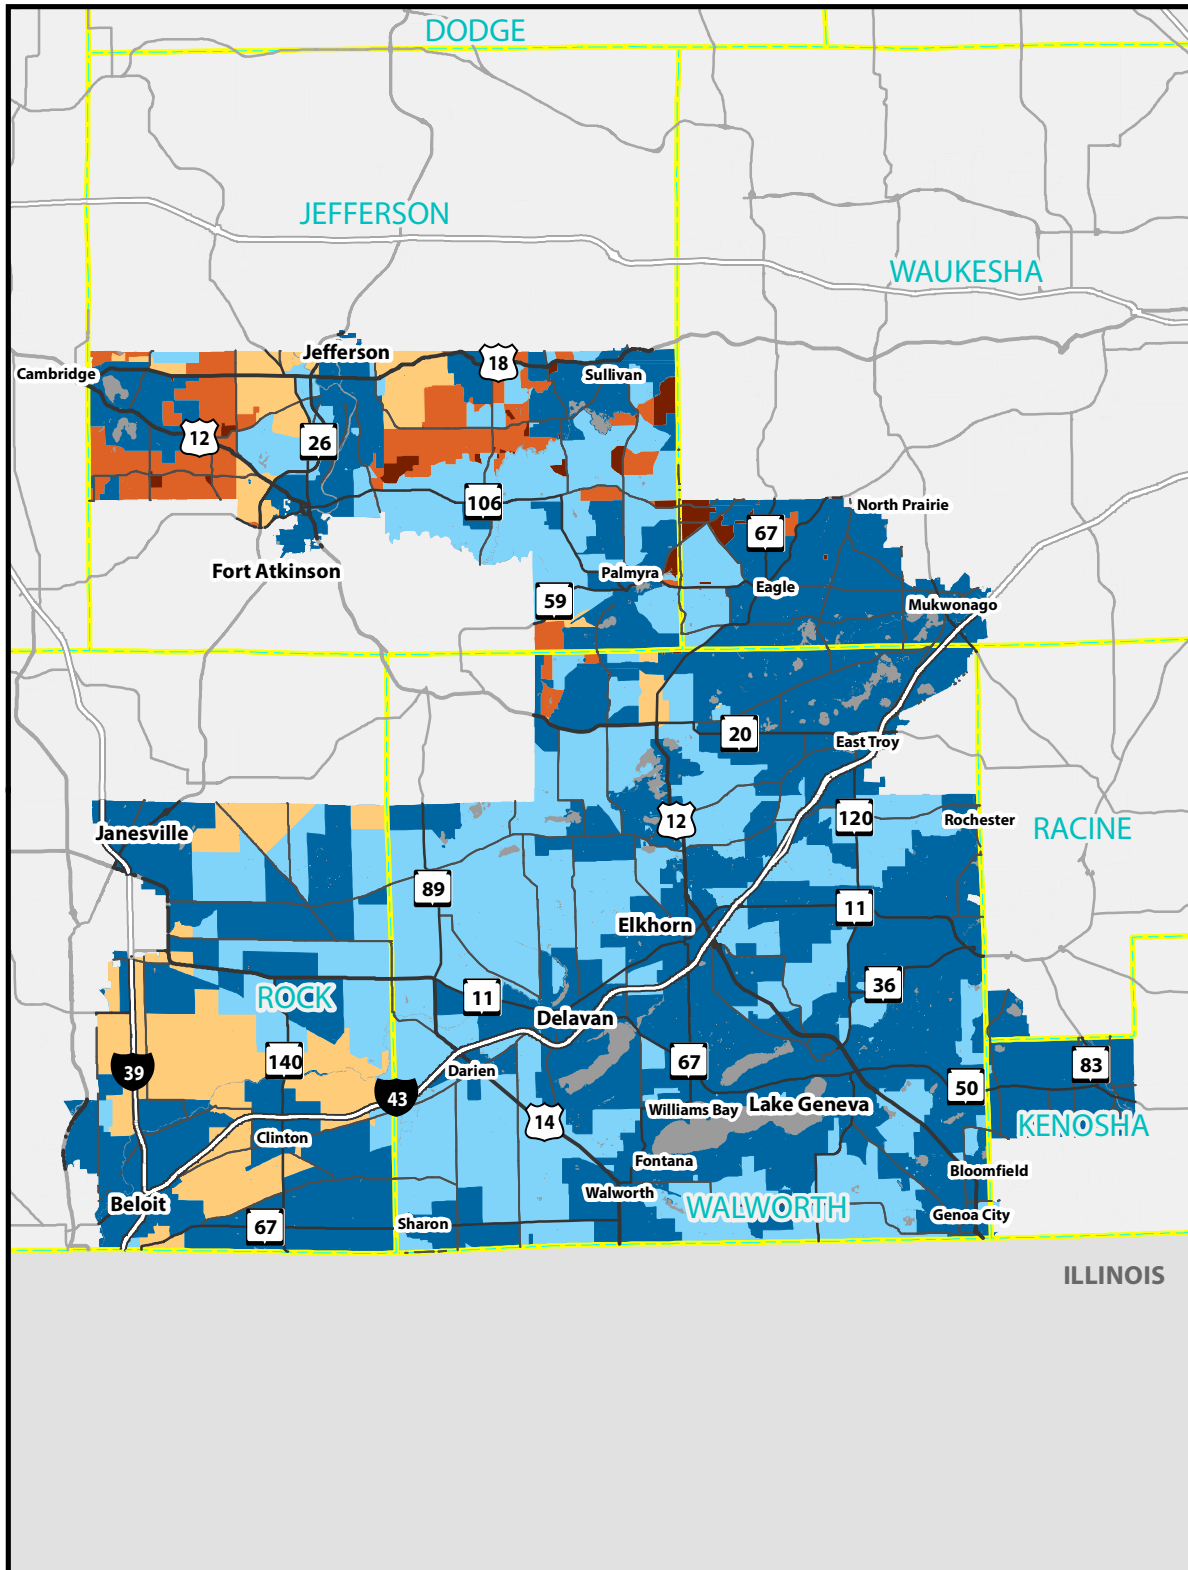 DODGE
JEFFERSON
WAUKESHA
Jefferson
18
Cambridge
Sullivan
12
26
106
North Prairie
67
Fort Atkinson
Palmyra
Eagle
59
Mukwonago
20
East Troy
12
120
Rochester
RACINE
Janesville
89
11
Elkhorn
36
ROCK
11
Delavan
140
39
67
83
Darien
50
43
Williams Bay
Lake Geneva
14
KENOSHA
Clinton
Fontana
Bloomfield
Walworth
Beloit
WALWORTH
Genoa City
67
Sharon
ILLINOIS